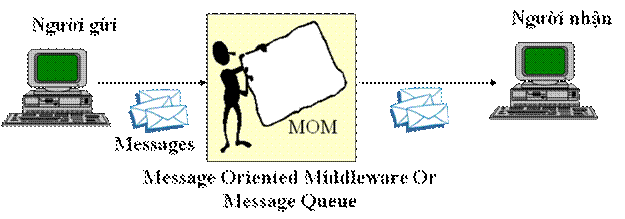 Người gửi
Người nhận
MOM
Messages
Message Oriented Middleware Or
Message Queue